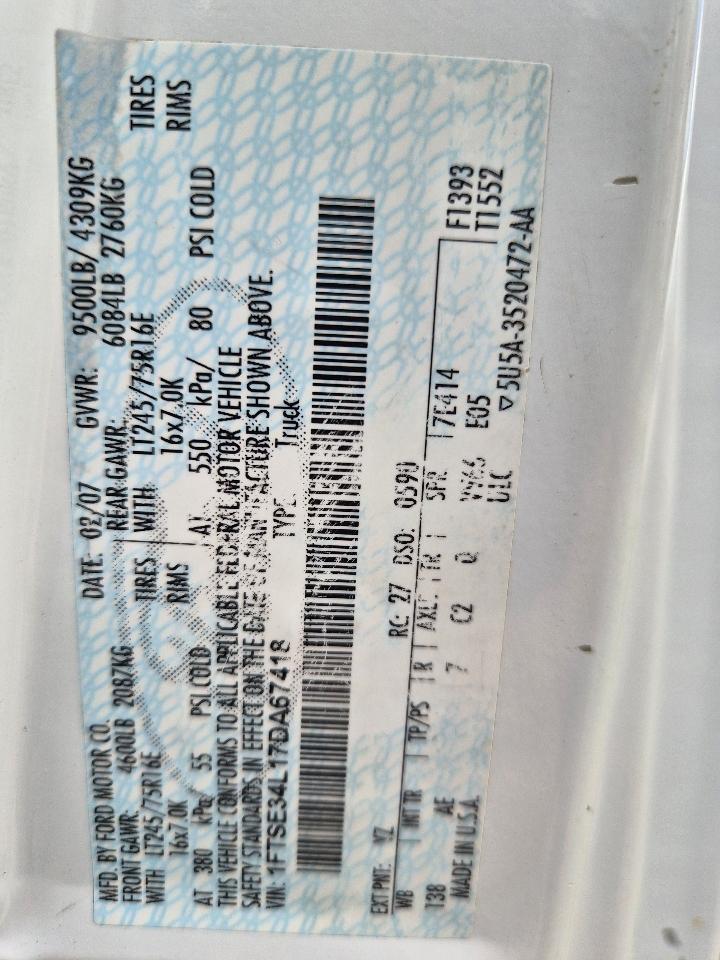 MFD. BY FORD MOTOR CO. DATE: 02/07 GVWR: 9500LB/ 4309KG
FRONT GAWR: 4600LB 2087KG REAR GAWR: 6084LB 2760KG
WITH LT245/75R16E TIRES WITH LT245/75R16E TIRES
16x7.0K RIMS 16x7.0K RIMS
AT 380 kPa/ 55 PSI COLD AT 550 kPa/ 80 PSI COLD
THIS VEHICLE CONFORMS TO ALL APPLICABLE FEDERAL MOTOR VEHICLE
SAFETY STANDARDS IN EFFECT ON THE DATE OF MANUFACTURE SHOWN ABOVE.
VIN: 1FTSE34L17DA67418 TYPE: Truck
EXT PNT: YZ RC: 27 DSO: 0590
WB INT TR TP/PS R AXLE TR SPR 7E414 F1393
138 AE 7 C2 Q E05 T1552
MADE IN U.S.A. ▽5U5A-3520472-AA